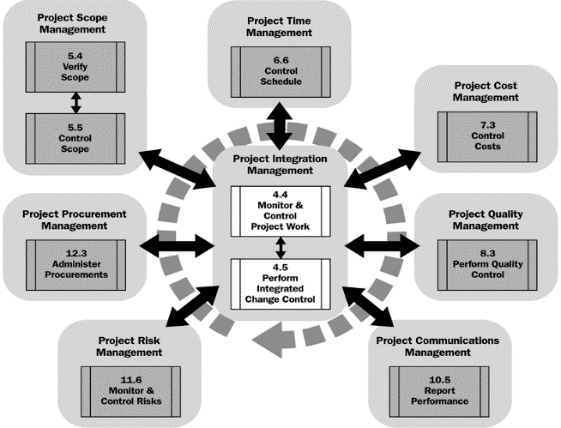 Project Scope
Management
5.4
Verify
Scope
5.5
Control
Scope
Project Time
Management
6.6
Control
Schedule
Project Cost
Management
7.3
Control
Costs
Project Integration
Management
4.4
Monitor &
Control
Project Work
4.5
Perform
Integrated
Change Control
Project Procurement
Management
12.3
Administer
Procurements
Project Quality
Management
8.3
Perform Quality
Control
Project Risk
Management
11.6
Monitor &
Control Risks
Project Communications
Management
10.5
Report
Performance